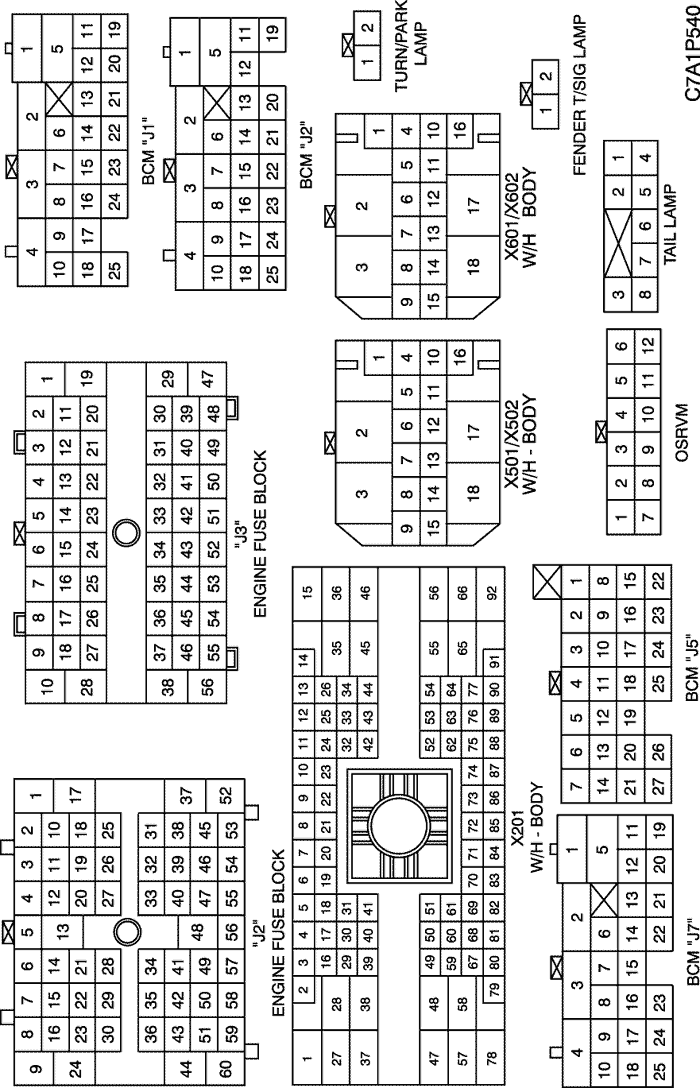 9 8 7 6 5 4 3 2 1
16 15 14 13 12 11 10
24 23 22 21 20 19 18 17
30 29 28 27 26 25
36 35 34 33 32 31
44 43 42 41 40 39 38 37
51 50 49 48 47 46 45
60 59 58 57 56 55 54 53 52
"J2"
ENGINE FUSE BLOCK
10 9 8 7 6 5 4 3 2 1
18 17 16 15 14 13 12 11
28 27 26 25 24 23 22 21 20 19
38 37 36 35 34 33 32 31 30 29
46 45 44 43 42 41 40 39
56 55 54 53 52 51 50 49 48 47
"J3"
ENGINE FUSE BLOCK
4 3 2 1
10 9 8 7 6 5
18 17 16 15 14 13 12 11
25 24 23 22 21 20 19
BCM "J1"
4 3 2 1
10 9 8 7 6 5
18 17 16 15 14 13 12 11
25 24 23 22 21 20 19
BCM "J2"
1 2 3 4 5 6 7 8 9 10 11 12 13 14 15
27 28 16 17 18 19 20 21 22 23 24 25 26 35 36
29 30 31 32 33 34
37 38 39 40 41 42 43 44 45 46
47 48 49 50 51 52 53 54 55 56
57 58 59 60 61 62 63 64 65 66
67 68 69 70 71 72 73 74 75 76 77
78 79 80 81 82 83 84 85 86 87 88 89 90 91 92
X201
W/H - BODY
3 2 1
9 8 7 6 5 4
15 14 13 12 11 10
18 17 16
X501/X502
W/H - BODY
3 2 1
9 8 7 6 5 4
15 14 13 12 11 10
18 17 16
X601/X602
W/H BODY
1 2
TURN/PARK
LAMP
4 3 2 1
10 9 8 7 6 5
18 17 16 15 14 13 12 11
25 24 23 22 21 20 19
BCM "J7"
7 6 5 4 3 2 1
14 13 12 11 10 9 8
21 20 19 18 17 16 15
27 26 25 24 23 22
BCM "J5"
1 2 3 4 5 6
7 8 9 10 11 12
OSRVM
3 2 1
8 7 6 5 4
TAIL LAMP
1 2
FENDER T/SIG LAMP
C7A1P540